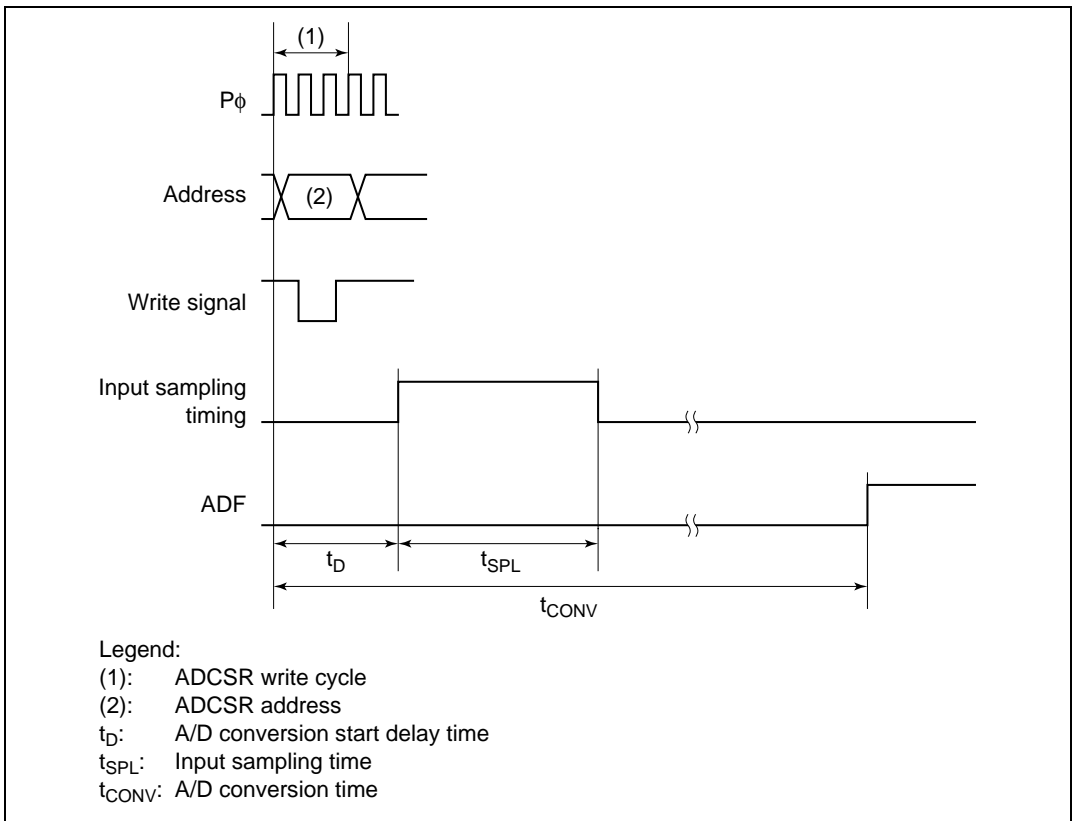 (1)
Pϕ
Address
(2)
Write signal
Input sampling
timing
ADF
tD
tSPL
tCONV
Legend:
(1): ADCSR write cycle
(2): ADCSR address
tD: A/D conversion start delay time
tSPL: Input sampling time
tCONV: A/D conversion time